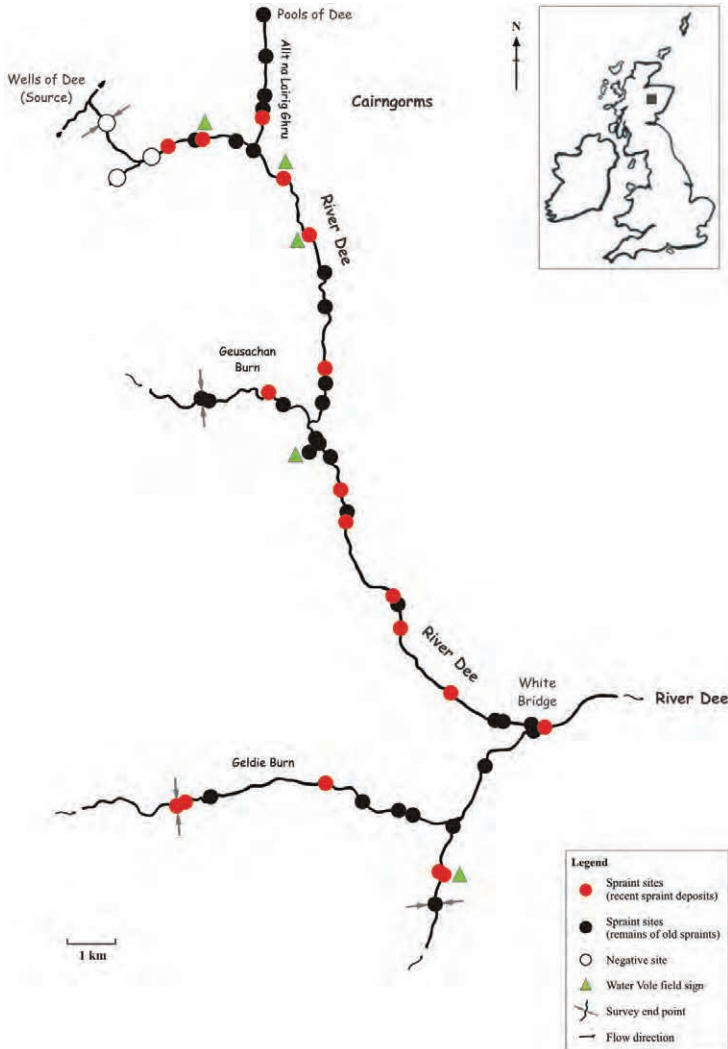 Pools of Dee
Allt na Lairig Ghru
Wells of Dee
(Source)
Cairngorms
N
River Dee
Geusachan
Burn
River Dee
White
Bridge
River Dee
Geldie Burn
1 km
Legend
Spraint sites
(recent spraint deposits)
Spraint sites
(remains of old spraints)
Negative site
Water Vole field sign
Survey end point
Flow direction